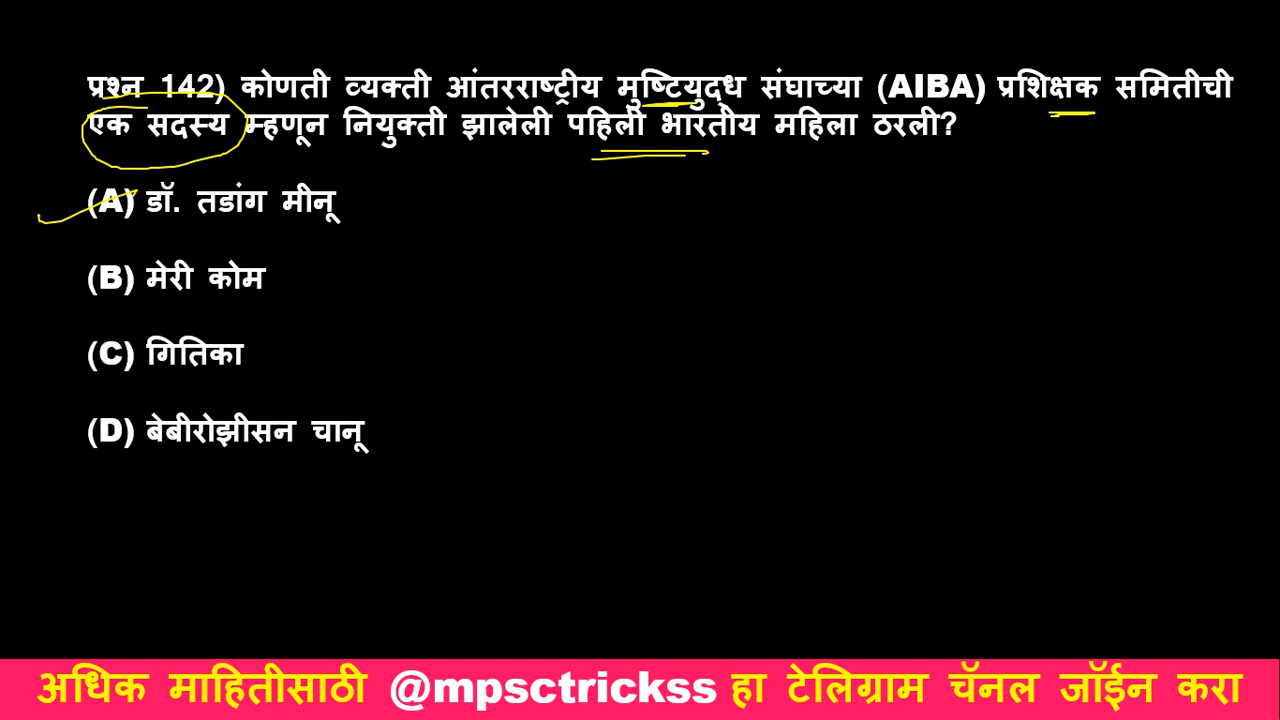 प्रश्न 142) कोणती व्यक्ती आंतरराष्ट्रीय मुष्टियुद्ध संघाच्या (AIBA) प्रशिक्षक समितीची
एक सदस्य म्हणून नियुक्ती झालेली पहिली भारतीय महिला ठरली?
(A) डॉ. तडांग मीनू
(B) मेरी कोम
(C) गितिका
(D) बेबीरोझीसन चानू
अधिक माहितीसाठी @mpsctrickss हा टेलिग्राम चॅनल जॉईन करा